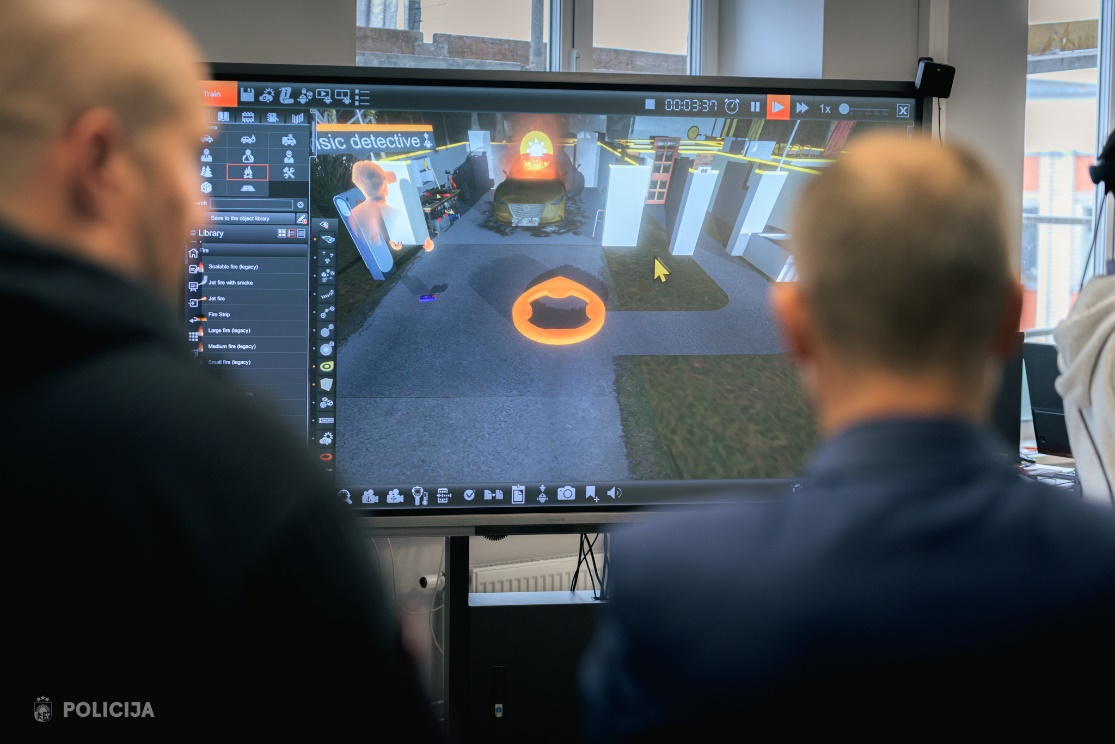 Train
00:03:37
1x
sic detective
Save to the object library
Library
Scalable fire (legacy)
Jet fire with smoke
Jet fire
Fire Strip
Large fire (legacy)
Medium fire (legacy)
Small fire (legacy)
POLICIJA